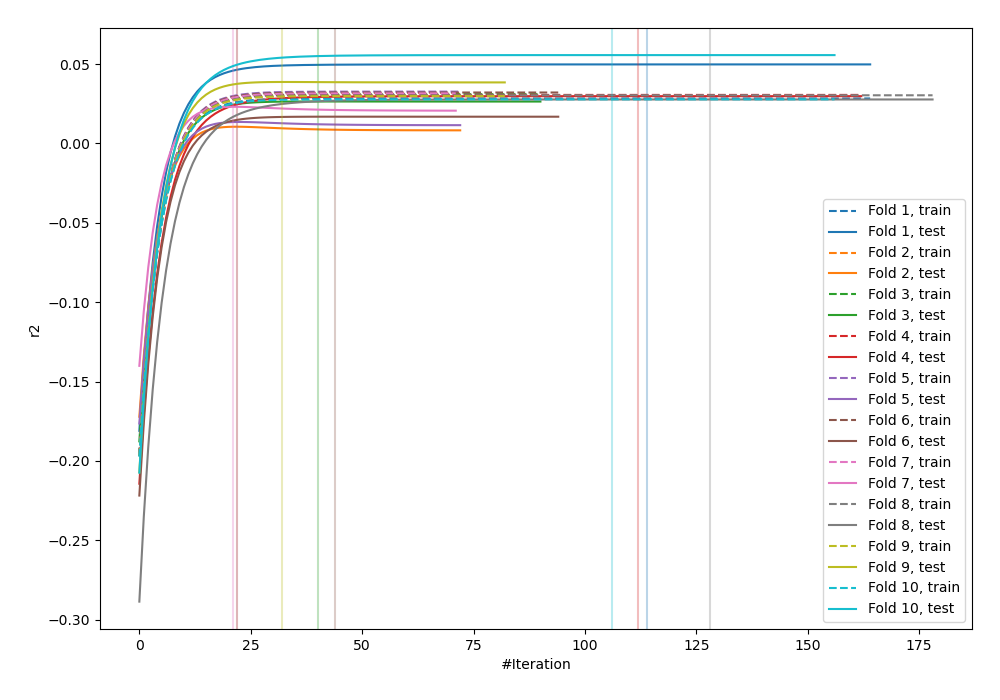 0.05
0.00
−0.05
−0.10
−0.15
−0.20
−0.25
−0.30
r2
0 25 50 75 100 125 150 175
#Iteration
Fold 1, train
Fold 1, test
Fold 2, train
Fold 2, test
Fold 3, train
Fold 3, test
Fold 4, train
Fold 4, test
Fold 5, train
Fold 5, test
Fold 6, train
Fold 6, test
Fold 7, train
Fold 7, test
Fold 8, train
Fold 8, test
Fold 9, train
Fold 9, test
Fold 10, train
Fold 10, test